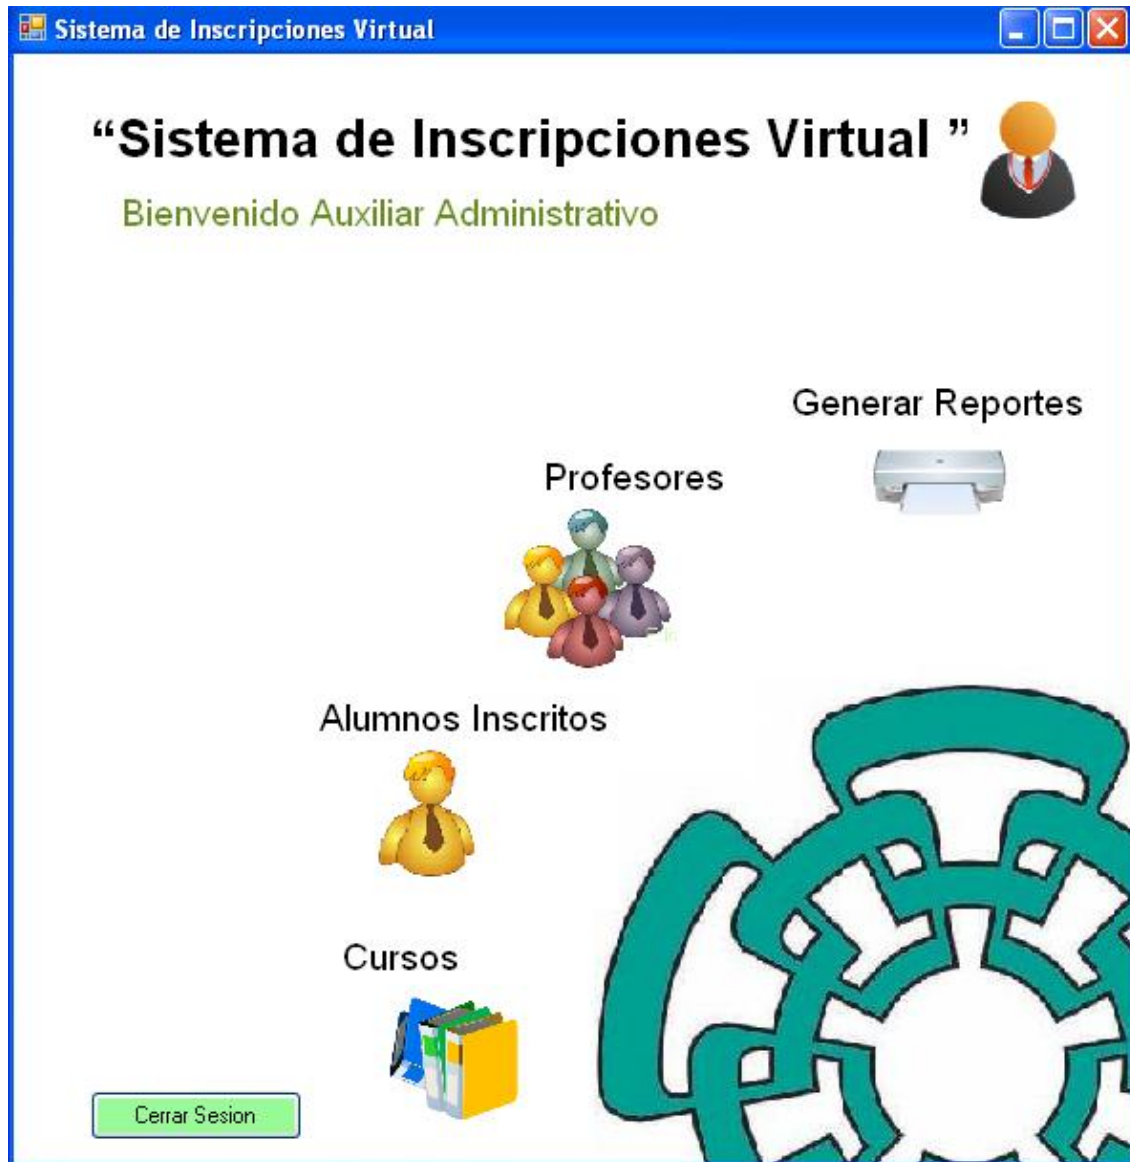 Sistema de Inscripciones Virtual
“Sistema de Inscripciones Virtual ”
Bienvenido Auxiliar Administrativo
Generar Reportes
Profesores
Alumnos Inscritos
Cursos
Cerrar Sesion